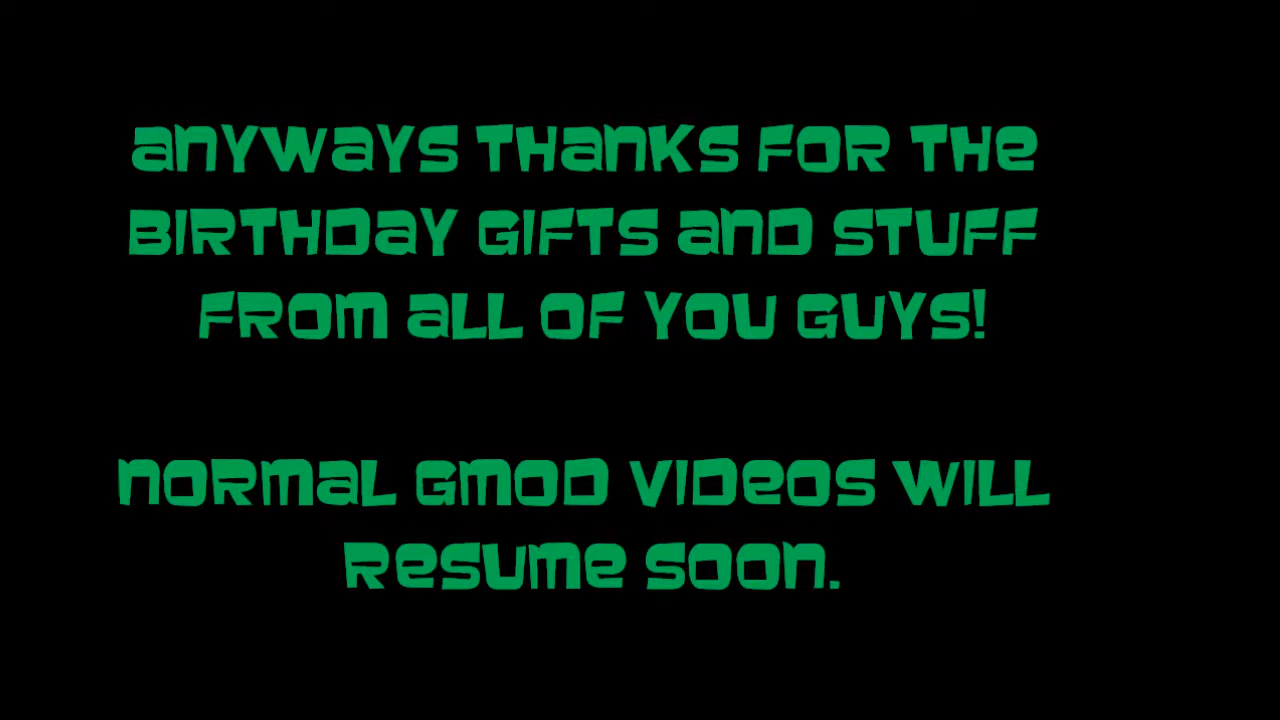 anyways thanks for the
birthday gifts and stuff
from all of you guys!
normal gmod videos will
resume soon.